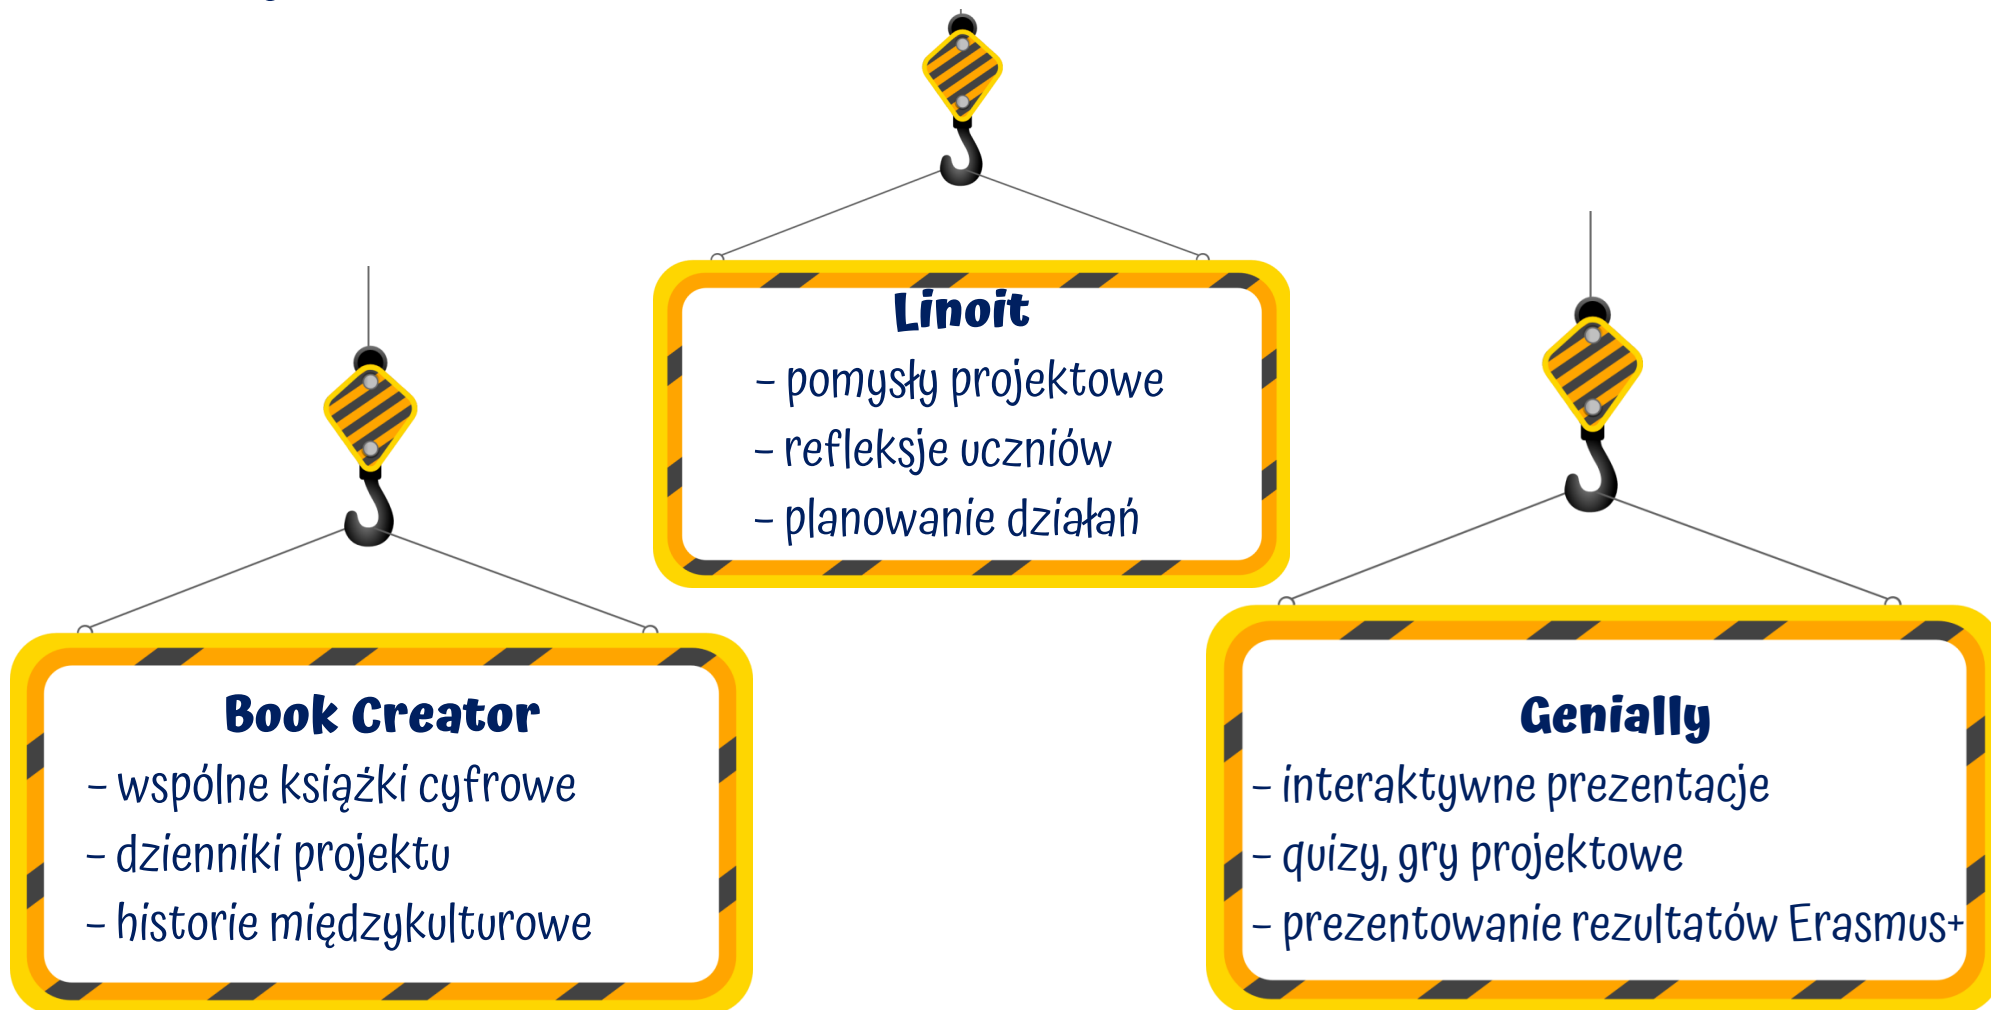 Linoit
– pomysły projektowe
– refleksje uczniów
– planowanie działań
Book Creator
– wspólne książki cyfrowe
– dzienniki projektu
– historie międzykulturowe
Genially
– interaktywne prezentacje
– quizy, gry projektowe
– prezentowanie rezultatów Erasmus+